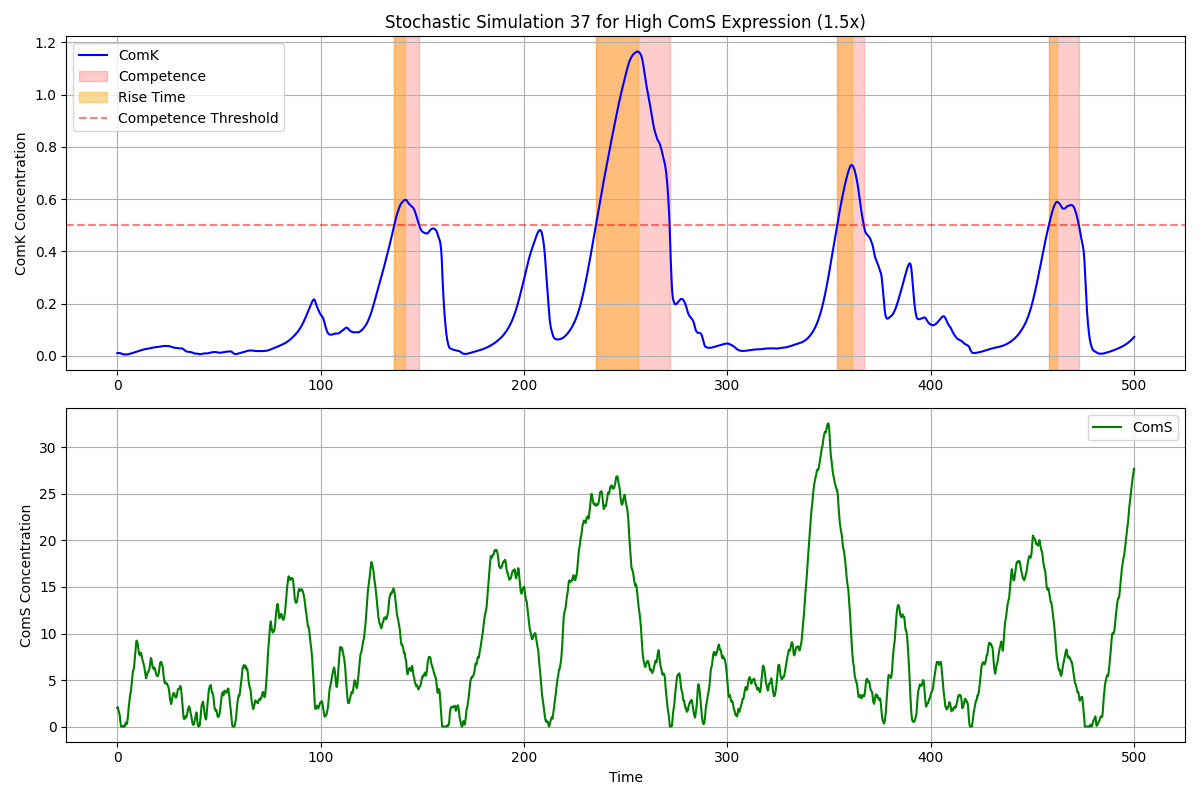 Stochastic Simulation 37 for High ComS Expression (1.5x)
ComK Concentration
1.2
1.0
0.8
0.6
0.4
0.2
0.0
ComK
Competence
Rise Time
Competence Threshold
0 100 200 300 400 500
ComS Concentration
30
25
20
15
10
5
0
ComS
0 100 200 300 400 500
Time